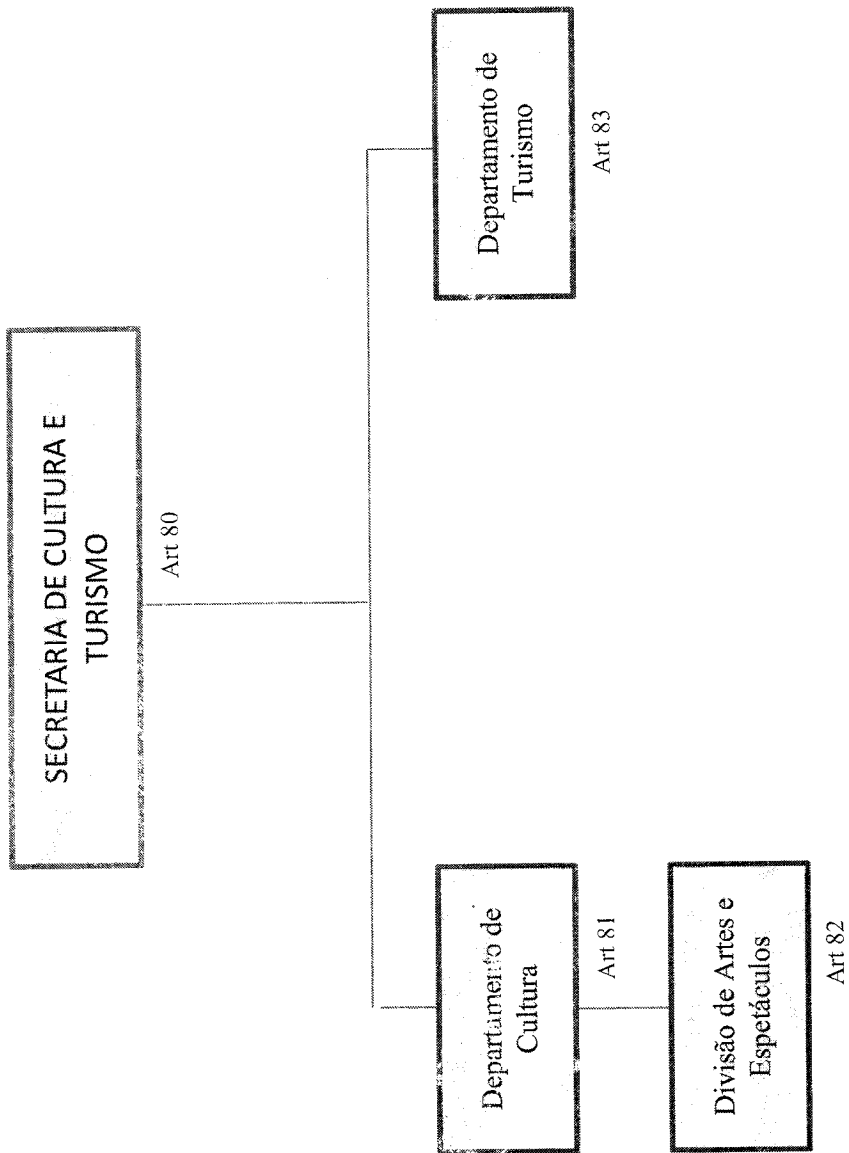 SECRETARIA DE CULTURA E
TURISMO
Art 80
Departamento de
Cultura
Art 81
Divisão de Artes e
Espetáculos
Art 82
Departamento de
Turismo
Art 83